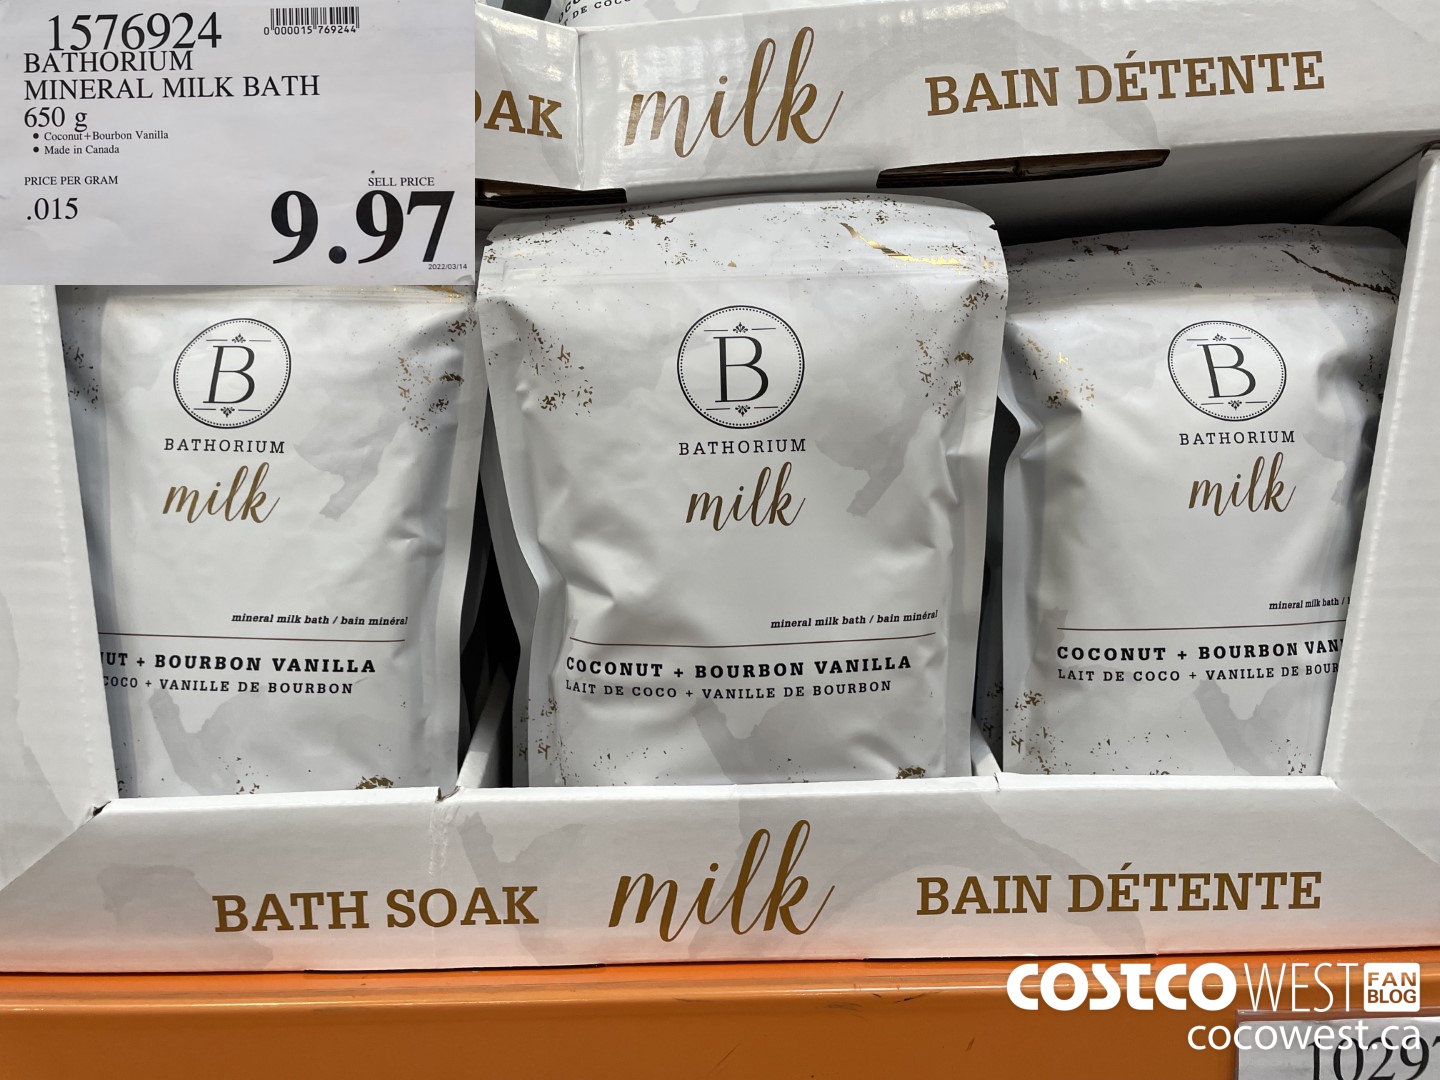 1576924
0"000015"769244"
BATHORIUM
MINERAL MILK BATH
650 g
• Coconut+Bourbon Vanilla
• Made in Canada
PRICE PER GRAM
.015
SELL PRICE
9.97
2022/03/14
DE COCO
OAK
milk
BAIN DÉTENTE
B
BATHORIUM
milk
mineral milk bath / bain minéral
NUT + BOURBON VANILLA
COCO + VANILLE DE BOURBON
B
BATHORIUM
milk
mineral milk bath / bain minéral
COCONUT + BOURBON VANILLA
LAIT DE COCO + VANILLE DE BOURBON
B
BATHORIUM
milk
mineral milk bath /
COCONUT + BOURBON VAN
LAIT DE COCO + VANILLE DE BOUR
BATH SOAK
milk
BAIN DÉTENTE
COSTCO WEST FAN BLOG
cocowest.ca
1029